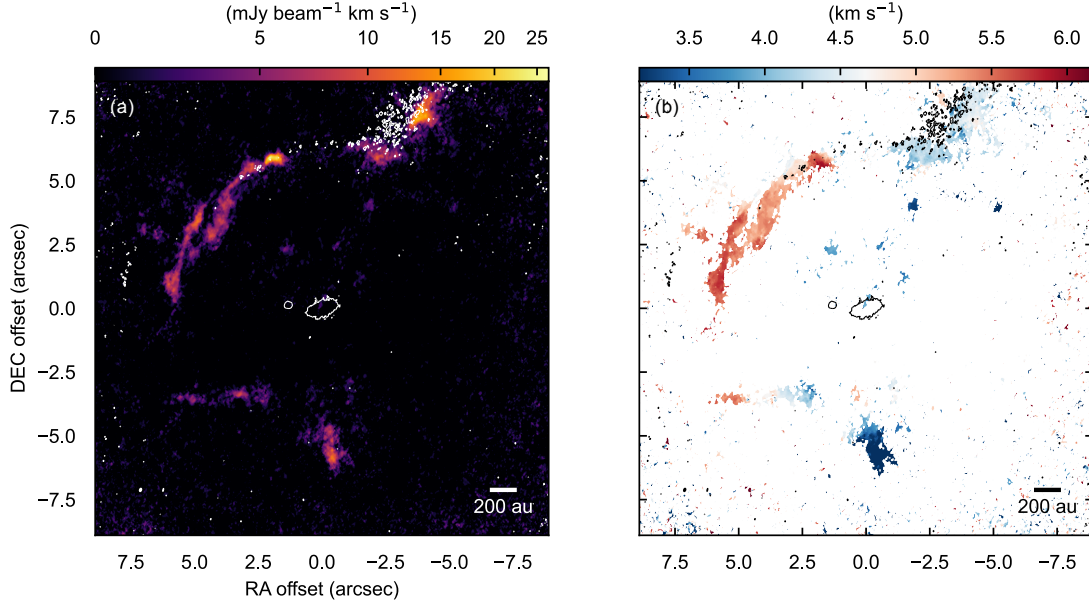 (mJy beam⁻¹ km s⁻¹)
0 5 10 15 20 25
(a)
7.5
5.0
2.5
0.0
−2.5
−5.0
−7.5
DEC offset (arcsec)
200 au
7.5 5.0 2.5 0.0 −2.5 −5.0 −7.5
RA offset (arcsec)
(km s⁻¹)
3.5 4.0 4.5 5.0 5.5 6.0
(b)
200 au
7.5 5.0 2.5 0.0 −2.5 −5.0 −7.5